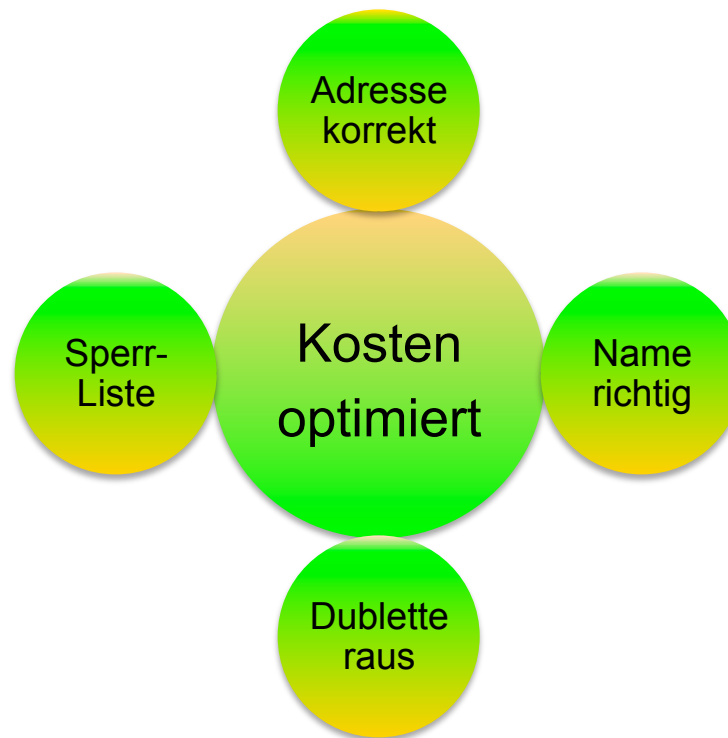 Adresse
korrekt
Sperr-
Liste
Kosten
optimiert
Name
richtig
Dublette
raus